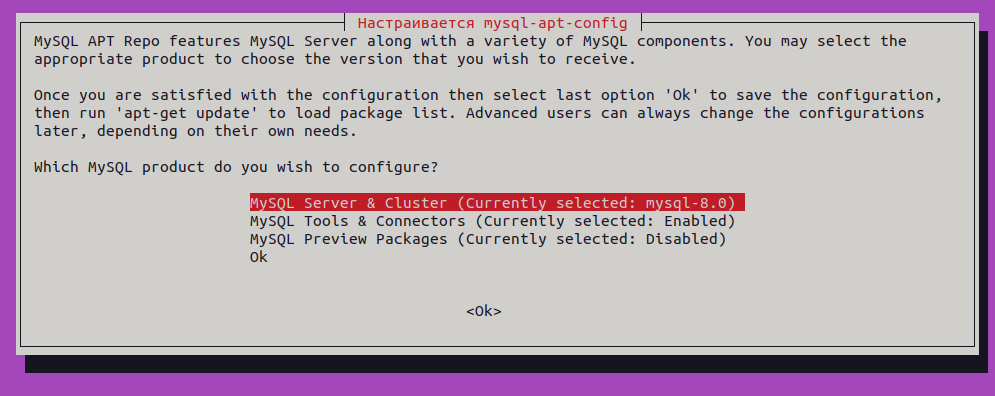 Настраивается mysql-apt-config
MySQL APT Repo features MySQL Server along with a variety of MySQL components. You may select the
appropriate product to choose the version that you wish to receive.
Once you are satisfied with the configuration then select last option 'Ok' to save the configuration,
then run 'apt-get update' to load package list. Advanced users can always change the configurations
later, depending on their own needs.
Which MySQL product do you wish to configure?
MySQL Server & Cluster (Currently selected: mysql-8.0)
MySQL Tools & Connectors (Currently selected: Enabled)
MySQL Preview Packages (Currently selected: Disabled)
Ok
<Ok>